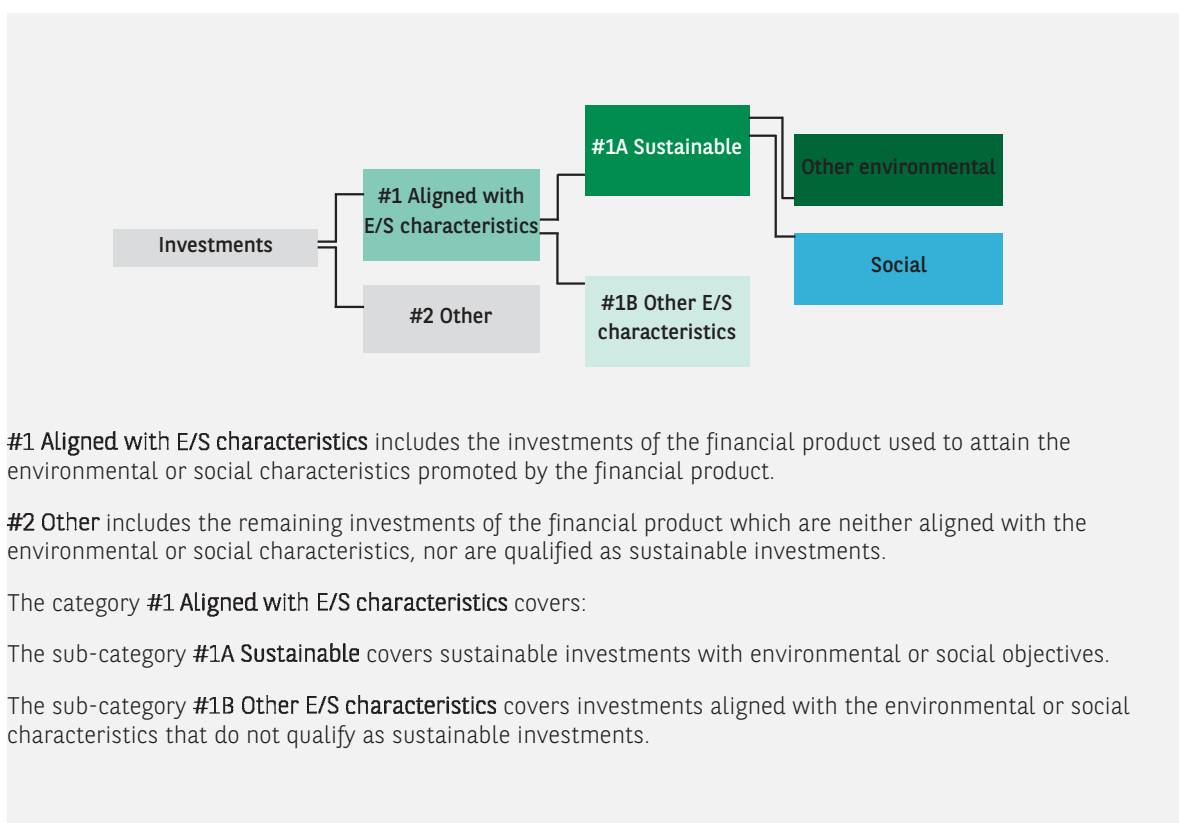 #1A Sustainable
Other environmental
#1 Aligned with
E/S characteristics
Investments
Social
#2 Other
#1B Other E/S
characteristics
#1 Aligned with E/S characteristics includes the investments of the financial product used to attain the
environmental or social characteristics promoted by the financial product.
#2 Other includes the remaining investments of the financial product which are neither aligned with the
environmental or social characteristics, nor are qualified as sustainable investments.
The category #1 Aligned with E/S characteristics covers:
The sub-category #1A Sustainable covers sustainable investments with environmental or social objectives.
The sub-category #1B Other E/S characteristics covers investments aligned with the environmental or social
characteristics that do not qualify as sustainable investments.